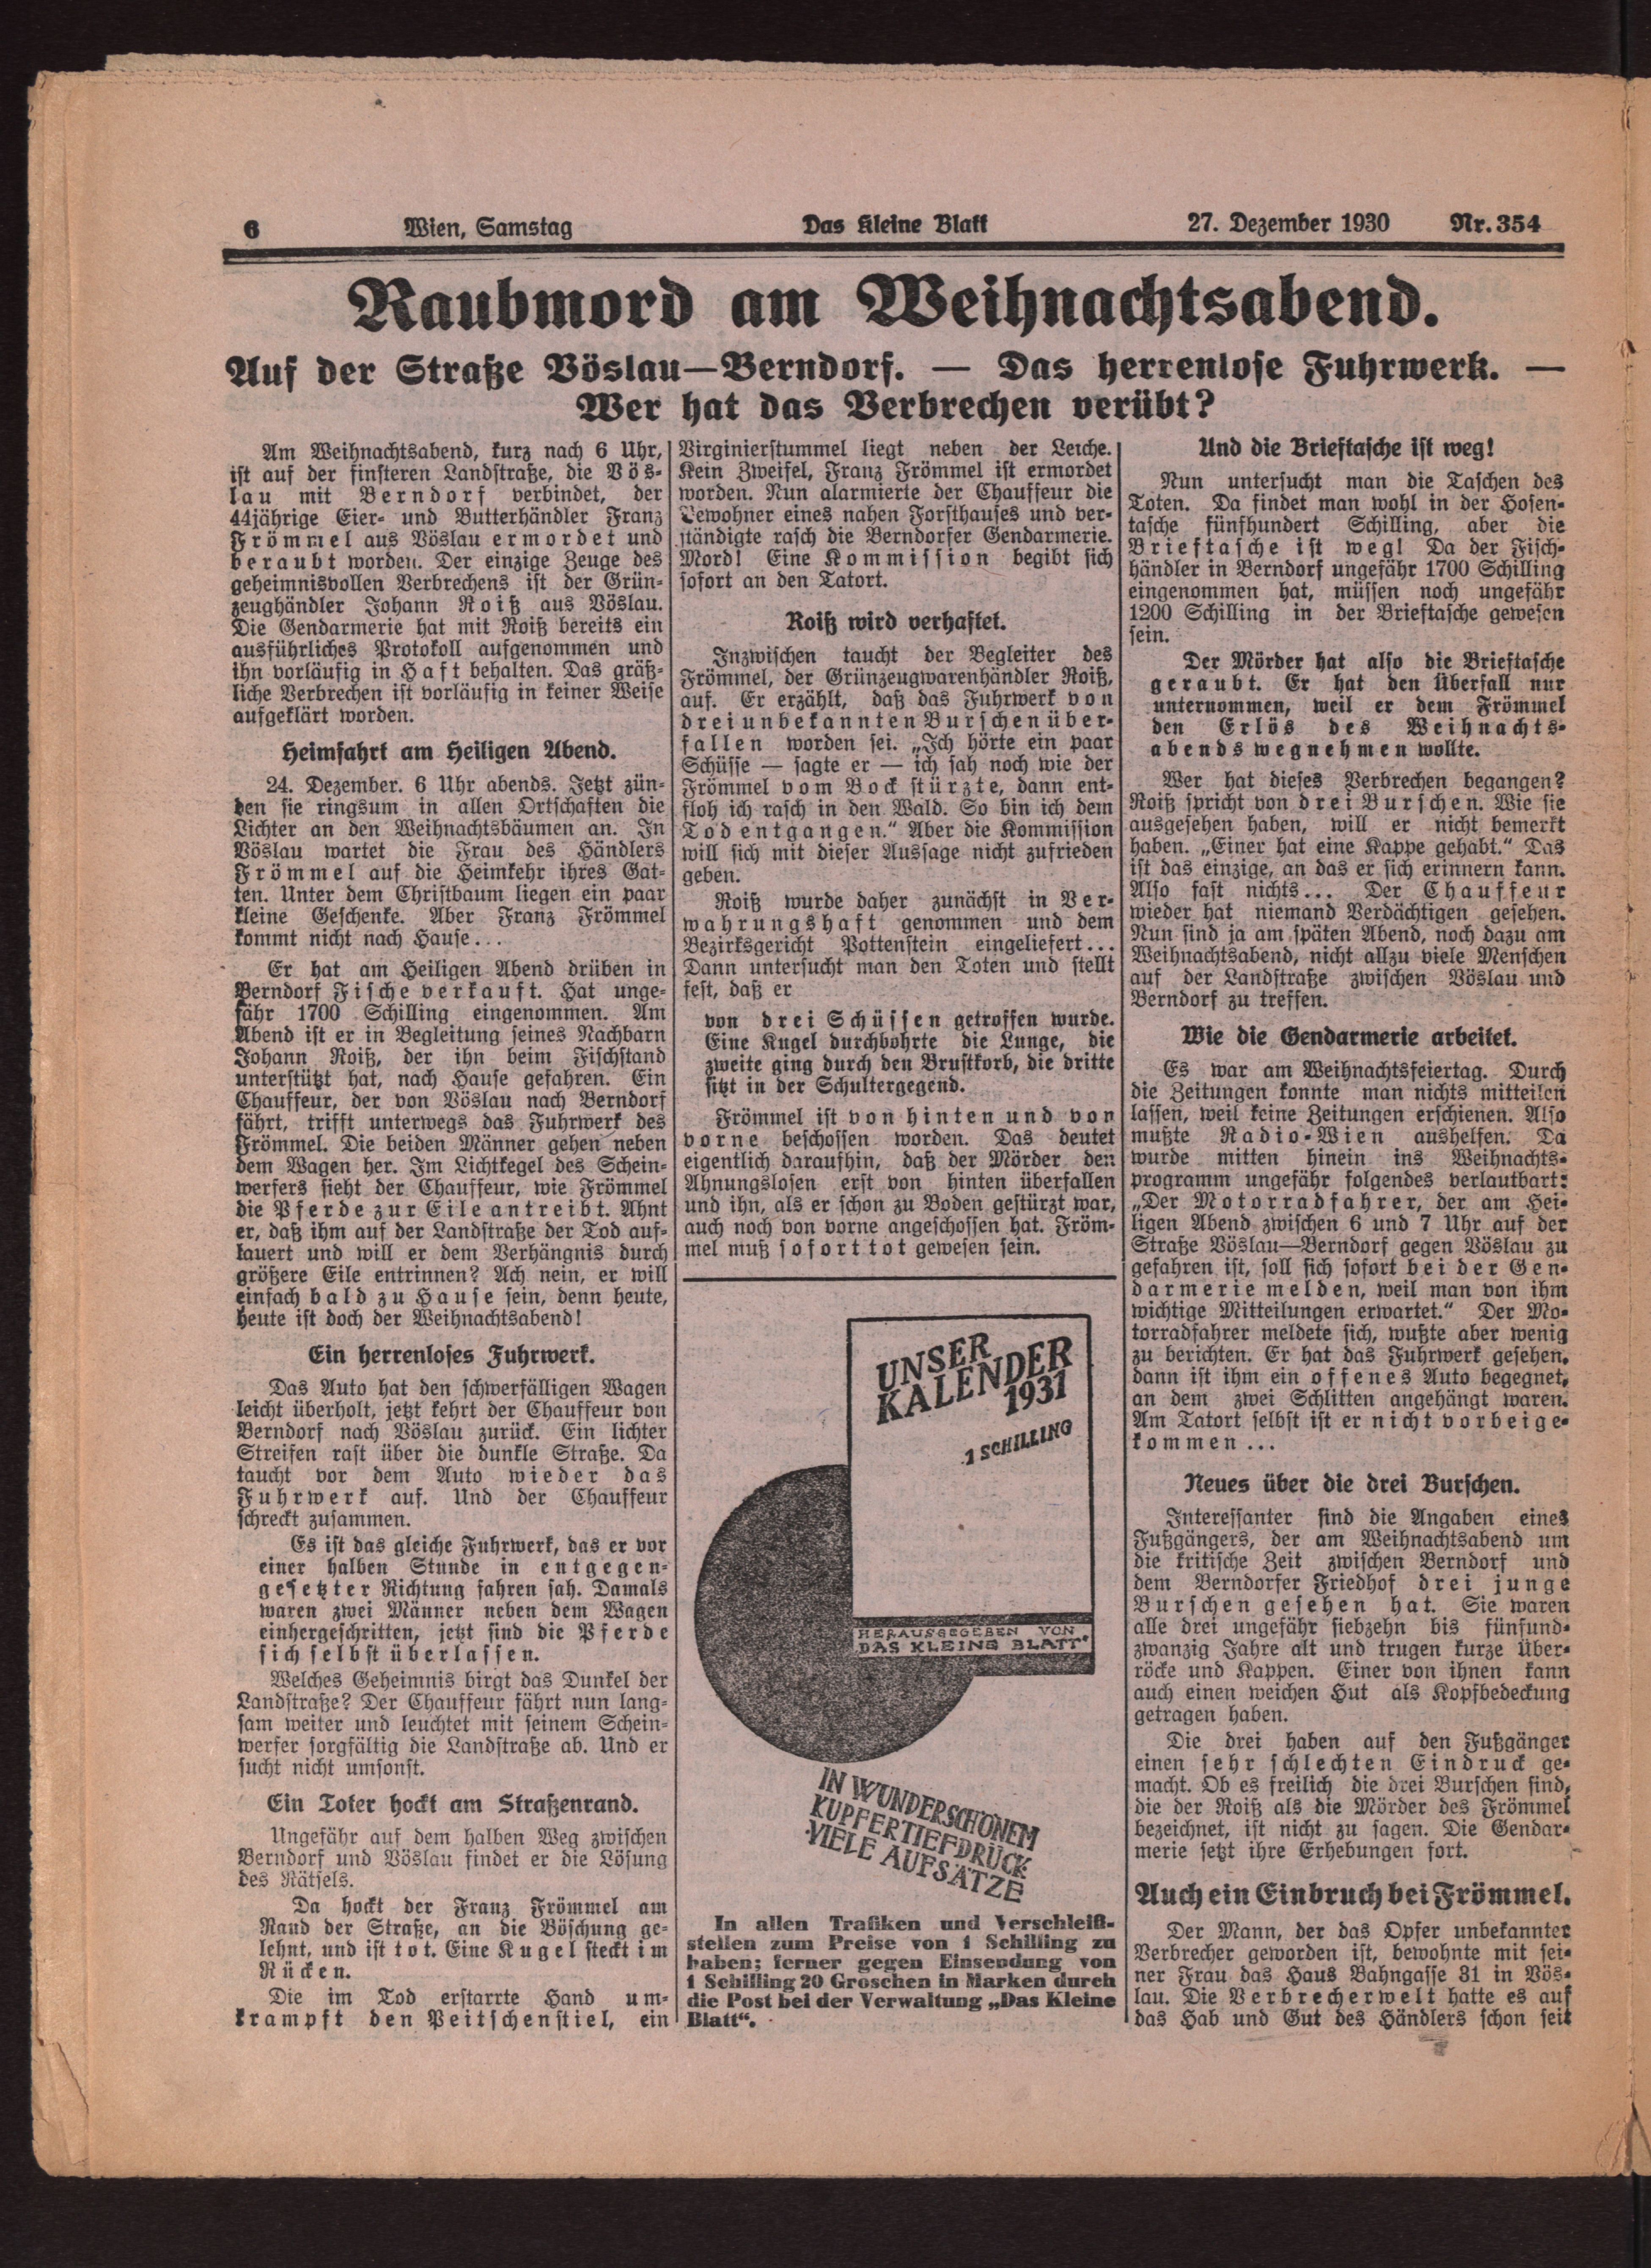 6 Wien, Samstag Das Kleine Blatt 27. Dezember 1930 Nr. 354
Raubmord am Weihnachtsabend.
Auf der Straße Vöslau—Berndorf. — Das herrenlose Fuhrwerk. —
Wer hat das Verbrechen verübt?
Am Weihnachtsabend, kurz nach 6 Uhr,
ist auf der finsteren Landstraße, die Vös-
lau mit Berndorf verbindet, der
44jährige Eier- und Butterhändler Franz
Frömmel aus Vöslau ermordet und
beraubt worden. Der einzige Zeuge des
geheimnisvollen Verbrechens ist der Grün-
zeughändler Johann Roiß aus Vöslau.
Die Gendarmerie hat mit Roiß bereits ein
ausführliches Protokoll aufgenommen und
ihn vorläufig in Haft behalten. Das gräß-
liche Verbrechen ist vorläufig in keiner Weise
aufgeklärt worden.
Heimfahrt am Heiligen Abend.
24. Dezember. 6 Uhr abends. Jetzt zün-
den sie ringsum in allen Ortschaften die
Lichter an den Weihnachtsbäumen an. In
Vöslau wartet die Frau des Händlers
Frömmel auf die Heimkehr ihres Gat-
ten. Unter dem Christbaum liegen ein paar
kleine Geschenke. Aber Franz Frömmel
kommt nicht nach Hause...
Er hat am Heiligen Abend drüben in
Berndorf Fische verkauft. Hat unge-
fähr 1700 Schilling eingenommen. Am
Abend ist er in Begleitung seines Nachbarn
Johann Roiß, der ihn beim Fischstand
unterstützt hat, nach Hause gefahren. Ein
Chauffeur, der von Vöslau nach Berndorf
fährt, trifft unterwegs das Fuhrwerk des
Frömmel. Die beiden Männer gehen neben
dem Wagen her. Im Lichtkegel des Schein-
werfers sieht der Chauffeur, wie Frömmel
die Pferde zur Eile antreibt. Ahnt
er, daß ihm auf der Landstraße der Tod auf-
lauert und will er dem Verhängnis durch
größere Eile entrinnen? Ach nein, er will
einfach bald zu Hause sein, denn heute,
heute ist doch der Weihnachtsabend!
Ein herrenloses Fuhrwerk.
Das Auto hat den schwerfälligen Wagen
leicht überholt, jetzt kehrt der Chauffeur von
Berndorf nach Vöslau zurück. Ein lichter
Streifen rast über die dunkle Straße. Da
taucht vor dem Auto wieder das
Fuhrwerk auf. Und der Chauffeur
schreckt zusammen.
Es ist das gleiche Fuhrwerk, das er vor
einer halben Stunde in entgegen-
gesetzter Richtung fahren sah. Damals
waren zwei Männer neben dem Wagen
einhergeschritten, jetzt sind die Pferde
sich selbst überlassen.
Welches Geheimnis birgt das Dunkel der
Landstraße? Der Chauffeur fährt nun lang-
sam weiter und leuchtet mit seinem Schein-
werfer sorgfältig die Landstraße ab. Und er
sucht nicht umsonst.
Ein Toter hockt am Straßenrand.
Ungefähr auf dem halben Weg zwischen
Berndorf und Vöslau findet er die Lösung
des Rätsels.
Da hockt der Franz Frömmel am
Rand der Straße, an die Böschung ge-
lehnt, und ist tot. Eine Kugel steckt im
Rücken.
Die im Tod erstarrte Hand um-
krampft den Peitschenstiel, ein
Virginierstummel liegt neben der Leiche.
Kein Zweifel, Franz Frömmel ist ermordet
worden. Nun alarmierte der Chauffeur die
Bewohner eines nahen Forsthauses und ver-
ständigte rasch die Berndorfer Gendarmerie.
Mord! Eine Kommission begibt sich
sofort an den Tatort.
Roiß wird verhaftet.
Inzwischen taucht der Begleiter des
Frömmel, der Grünzeugwarenhändler Roiß,
auf. Er erzählt, daß das Fuhrwerk von
drei unbekannten Burschen über-
fallen worden sei. „Ich hörte ein paar
Schüsse — sagte er — ich sah noch wie der
Frömmel vom Bock stürzte, dann ent-
floh ich rasch in den Wald. So bin ich dem
Tod entgangen.“ Aber die Kommission
will sich mit dieser Aussage nicht zufrieden
geben.
Roiß wurde daher zunächst in Ver-
wahrungshaft genommen und dem
Bezirksgericht Pottenstein eingeliefert...
Dann untersucht man den Toten und stellt
fest, daß er
von drei Schüssen getroffen wurde.
Eine Kugel durchbohrte die Lunge, die
zweite ging durch den Brustkorb, die dritte
sitzt in der Schultergegend.
Frömmel ist von hinten und von
vorne beschossen worden. Das deutet
eigentlich daraufhin, daß der Mörder den
Ahnungslosen erst von hinten überfallen
und ihn, als er schon zu Boden gestürzt war,
auch noch von vorne angeschossen hat. Fröm-
mel muß sofort tot gewesen sein.
UNSER
KALENDER
1931
1 SCHILLING
HERAUSGEGEBEN VON
DAS KLEINE BLATT"
IN WUNDERSCHÖNEM
KUPFERTIEFDRUCK
VIELE AUFSÄTZE
In allen Trafiken und Verschleiß-
stellen zum Preise von 1 Schilling zu
haben; ferner gegen Einsendung von
1 Schilling 20 Groschen in Marken durch
die Post bei der Verwaltung „Das Kleine
Blatt“.
Und die Brieftasche ist weg!
Nun untersucht man die Taschen des
Toten. Da findet man wohl in der Hosen-
tasche fünfhundert Schilling, aber die
Brieftasche ist weg! Da der Fisch-
händler in Berndorf ungefähr 1700 Schilling
eingenommen hat, müssen noch ungefähr
1200 Schilling in der Brieftasche gewesen
sein.
Der Mörder hat also die Brieftasche
geraubt. Er hat den Überfall nur
unternommen, weil er dem Frömmel
den Erlös des Weihnachts-
abends wegnehmen wollte.
Wer hat dieses Verbrechen begangen?
Roiß spricht von drei Burschen. Wie sie
ausgesehen haben, will er nicht bemerkt
haben. „Einer hat eine Kappe gehabt.“ Das
ist das einzige, an das er sich erinnern kann.
Also fast nichts... Der Chauffeur
wieder hat niemand Verdächtigen gesehen.
Nun sind ja am späten Abend, noch dazu am
Weihnachtsabend, nicht allzu viele Menschen
auf der Landstraße zwischen Vöslau und
Berndorf zu treffen.
Wie die Gendarmerie arbeitet.
Es war am Weihnachtsfeiertag. Durch
die Zeitungen konnte man nichts mitteilen
lassen, weil keine Zeitungen erschienen. Also
mußte Radio-Wien aushelfen. Da
wurde mitten hinein ins Weihnachts-
programm ungefähr folgendes verlautbart:
„Der Motorradfahrer, der am Hei-
ligen Abend zwischen 6 und 7 Uhr auf der
Straße Vöslau—Berndorf gegen Vöslau zu
gefahren ist, soll sich sofort bei der Gen-
darmerie melden, weil man von ihm
wichtige Mitteilungen erwartet.“ Der Mo-
torradfahrer meldete sich, wußte aber wenig
zu berichten. Er hat das Fuhrwerk gesehen,
dann ist ihm ein offenes Auto begegnet,
an dem zwei Schlitten angehängt waren.
Am Tatort selbst ist er nicht vorbeige-
kommen...
Neues über die drei Burschen.
Interessanter sind die Angaben eines
Fußgängers, der am Weihnachtsabend um
die kritische Zeit zwischen Berndorf und
dem Berndorfer Friedhof drei junge
Burschen gesehen hat. Sie waren
alle drei ungefähr siebzehn bis fünfund-
zwanzig Jahre alt und trugen kurze Über-
röcke und Kappen. Einer von ihnen kann
auch einen weichen Hut als Kopfbedeckung
getragen haben.
Die drei haben auf den Fußgänger
einen sehr schlechten Eindruck ge-
macht. Ob es freilich die drei Burschen sind,
die der Roiß als die Mörder des Frömmel
bezeichnet, ist nicht zu sagen. Die Gendar-
merie setzt ihre Erhebungen fort.
Auch ein Einbruch bei Frömmel.
Der Mann, der das Opfer unbekannter
Verbrecher geworden ist, bewohnte mit sei-
ner Frau das Haus Bahngasse 31 in Vös-
lau. Die Verbrecherwelt hatte es auf
das Hab und Gut des Händlers schon seit